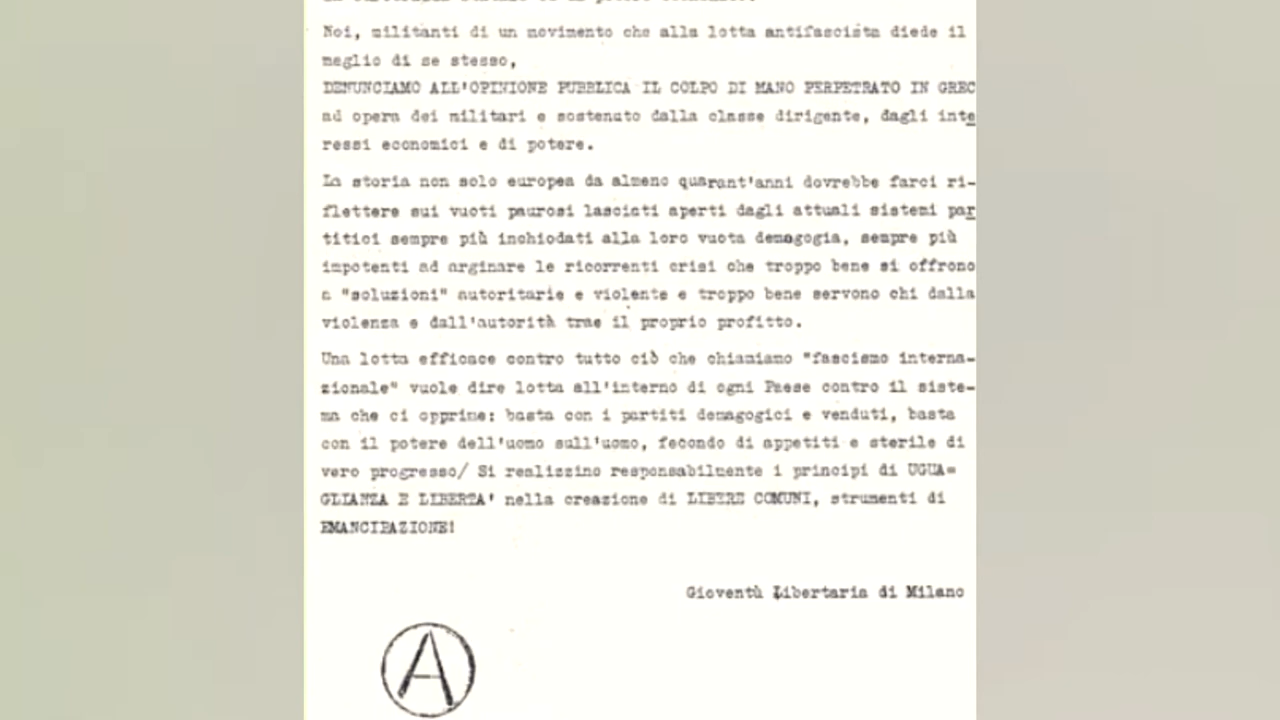 Noi, militanti di un movimento che alla lotta antifascista diede il
meglio di se stesso,
DENUNCIAMO ALL'OPINIONE PUBBLICA IL COLPO DI MANO PERPETRATO IN GREC
ad opera dei militari e sostenuto dalla classe dirigente, dagli inte
ressi economici e di potere.
La storia non solo europea da almeno quarant'anni dovrebbe farci ri-
flettere sui vuoti paurosi lasciati aperti dagli attuali sistemi par
titici sempre più inchiodati alla loro vuota demagogia, sempre più
impotenti ad arginare le ricorrenti crisi che troppo bene si offrono
a "soluzioni" autoritarie e violente e troppo bene servono chi dalla
violenza e dall'autorità trae il proprio profitto.
Una lotta efficace contro tutto ciò che chiamiamo "fascismo interna-
zionale" vuole dire lotta all'interno di ogni Paese contro il siste-
ma che ci opprime: basta con i partiti demagogici e venduti, basta
con il potere dell'uomo sull'uomo, fecondo di appetiti e sterile di
vero progresso/ Si realizzino responsabilmente i principi di UGUA=
GLIANZA E LIBERTA' nella creazione di LIBERE COMUNI, strumenti di
EMANCIPAZIONE!
Gioventù Libertaria di Milano
A